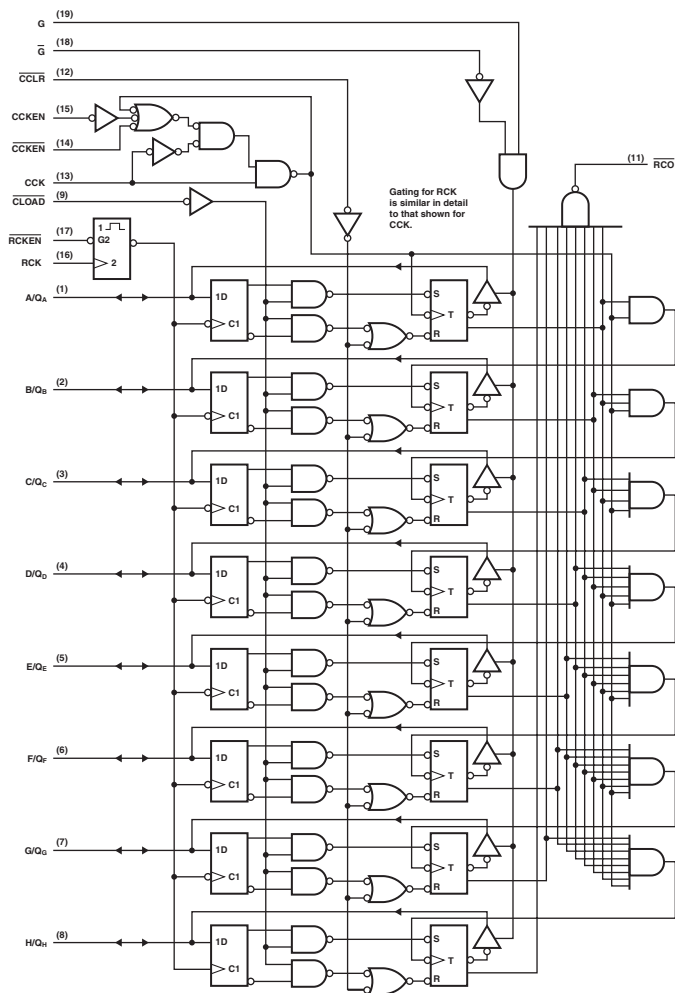 G (19)
G (18)
CCLR (12)
CCKEN (15)
CCKEN (14)
CCK (13)
CLOAD (9)
RCKEN (17)
RCK (16)
1
G2
2
Gating for RCK
is similar in detail
to that shown for
CCK.
(11) RCO
A/QA (1)
1D
C1
S
T
R
B/QB (2)
1D
C1
S
T
R
C/QC (3)
1D
C1
S
T
R
D/QD (4)
1D
C1
S
T
R
E/QE (5)
1D
C1
S
T
R
F/QF (6)
1D
C1
S
T
R
G/QG (7)
1D
C1
S
T
R
H/QH (8)
1D
C1
S
T
R